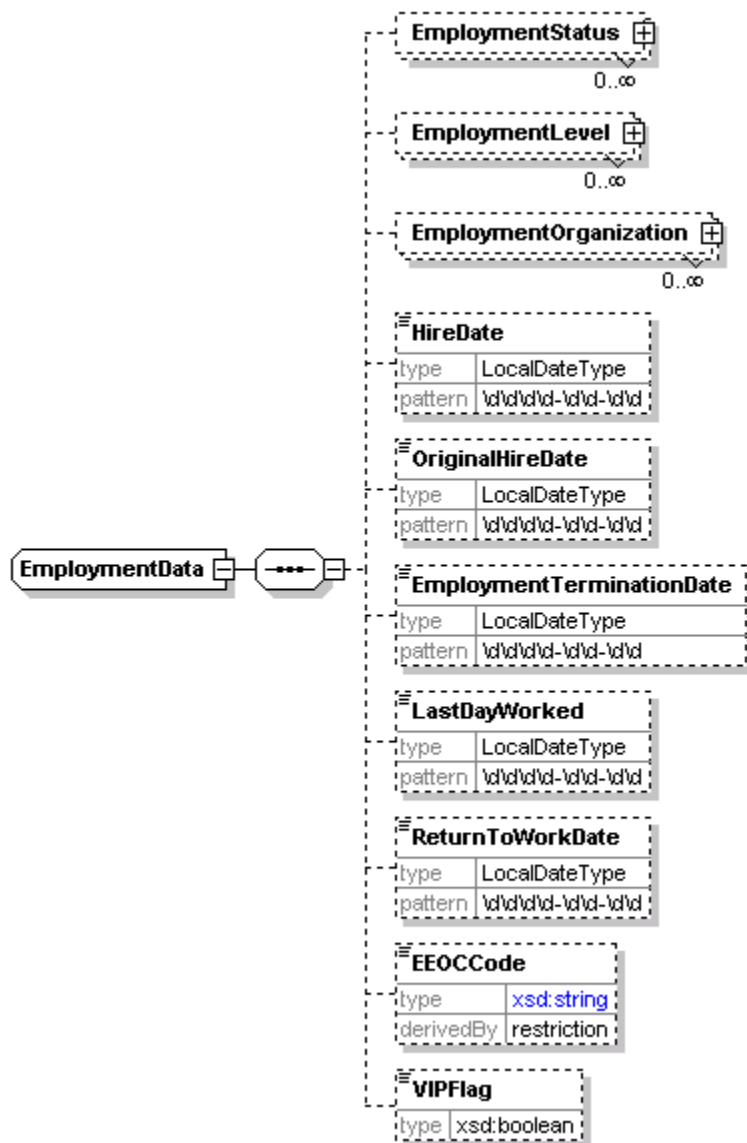 EmploymentStatus
0..∞
EmploymentLevel
0..∞
EmploymentOrganization
0..∞
HireDate
type LocalDateType
pattern \d\d\d\d-\d\d-\d\d
OriginalHireDate
type LocalDateType
pattern \d\d\d\d-\d\d-\d\d
EmploymentData
EmploymentTerminationDate
type LocalDateType
pattern \d\d\d\d-\d\d-\d\d
LastDayWorked
type LocalDateType
pattern \d\d\d\d-\d\d-\d\d
ReturnToWorkDate
type LocalDateType
pattern \d\d\d\d-\d\d-\d\d
EEOCCode
type xsd:string
derivedBy restriction
VIPFlag
type xsd:boolean